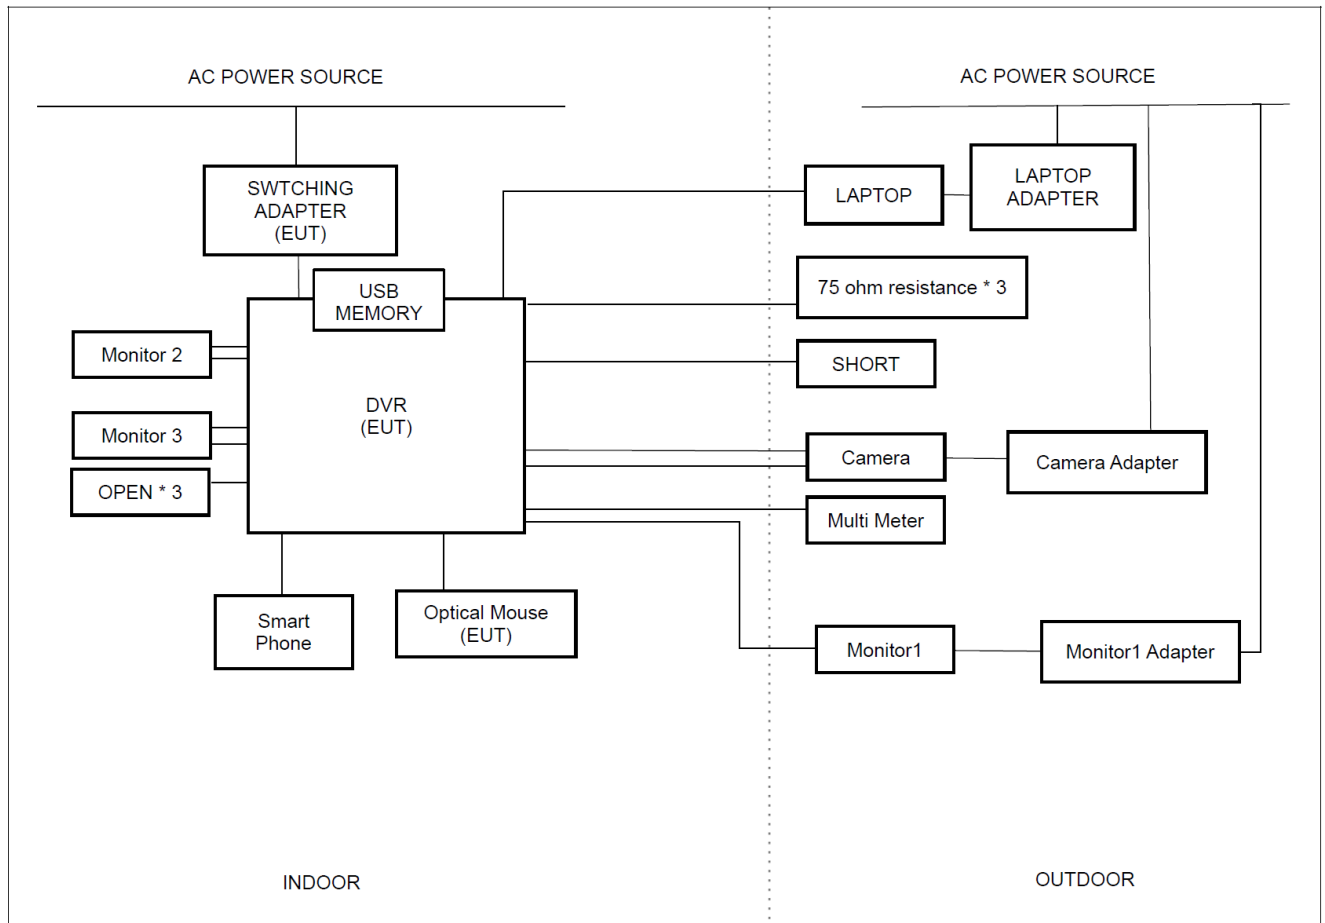 AC POWER SOURCE
AC POWER SOURCE
SWTCHING
ADAPTER
(EUT)
LAPTOP
LAPTOP
ADAPTER
USB
MEMORY
75 ohm resistance * 3
Monitor 2
SHORT
DVR
(EUT)
Monitor 3
Camera
Camera Adapter
OPEN * 3
Multi Meter
Smart
Phone
Optical Mouse
(EUT)
Monitor1
Monitor1 Adapter
INDOOR
OUTDOOR